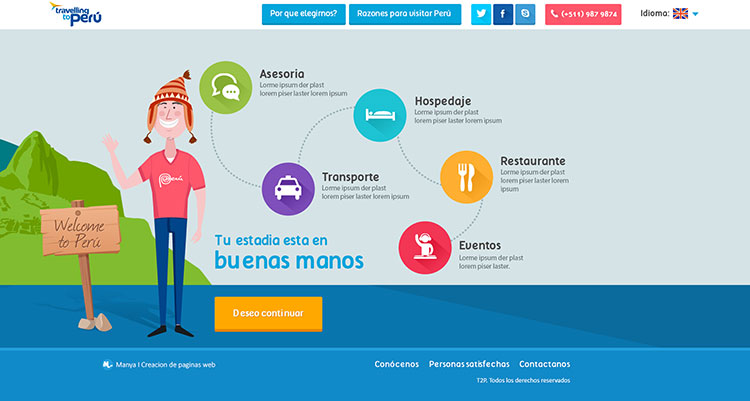 travelling
to Perú
Por que elegirnos?
Razones para visitar Perú
(+511) 987 9874
Idioma:
Asesoria
Lorme ipsum der plast
lorem piser laster lorem ipsum
Hospedaje
Lorme ipsum der plast
lorem piser laster lorem ipsum
Transporte
Lorme ipsum der plast
lorem piser laster lorem ipsum
Restaurante
Lorme ipsum der plast
lorem piser laster lorem
ipsum
Eventos
Lorme ipsum der plast
lorem piser laster.
Perú
Welcome
to Perú
Tu estadia esta en
buenas manos
Deseo continuar
Manya | Creacion de paginas web
Conócenos
Personas satisfechas
Contactanos
T2P. Todos los derechos reservados